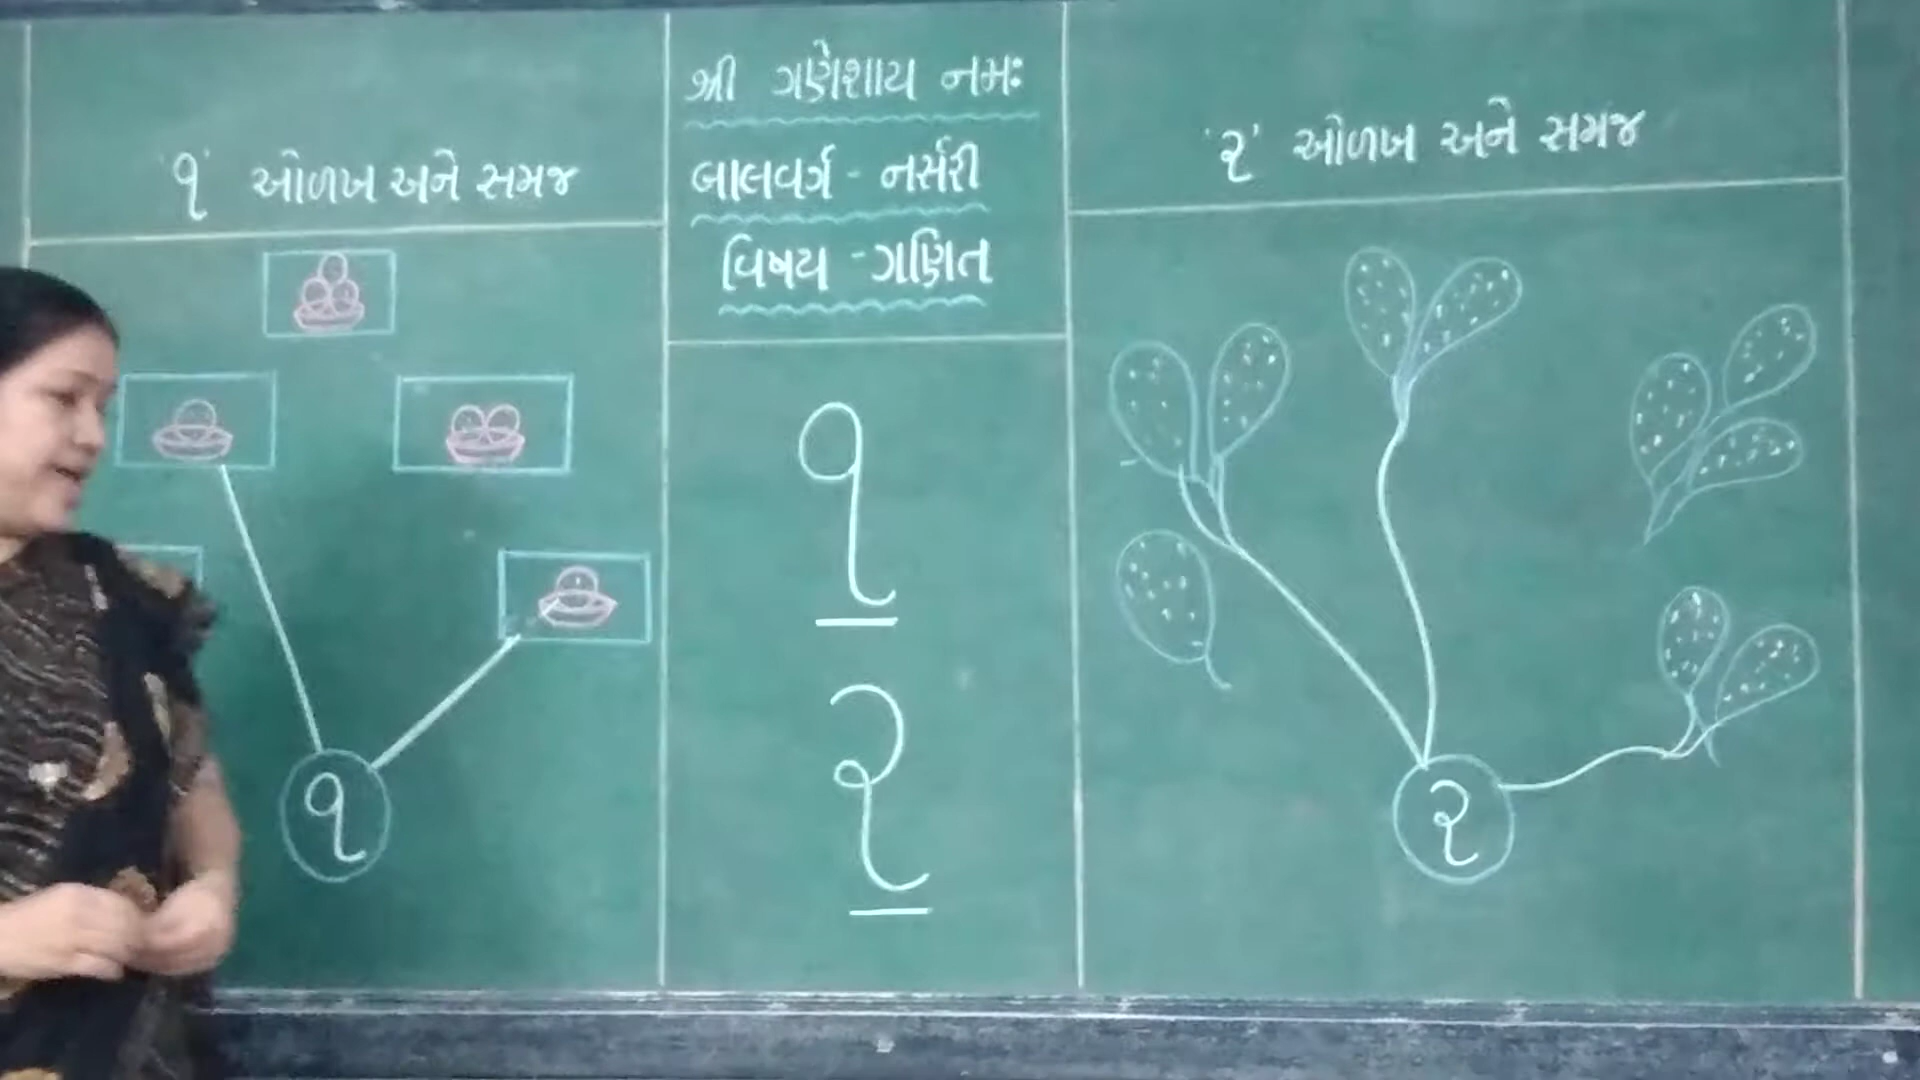 '૧' ઓળખ અને સમજ
૧
શ્રી ગણેશાય નમઃ
બાલવર્ગ - નર્સરી
વિષય - ગણિત
૧
૨
'૨' ઓળખ અને સમજ
૨